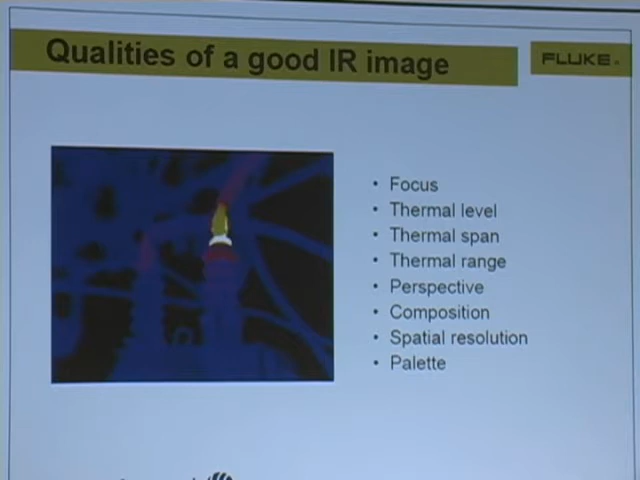 Qualities of a good IR image
FLUKE
• Focus
• Thermal level
• Thermal span
• Thermal range
• Perspective
• Composition
• Spatial resolution
• Palette